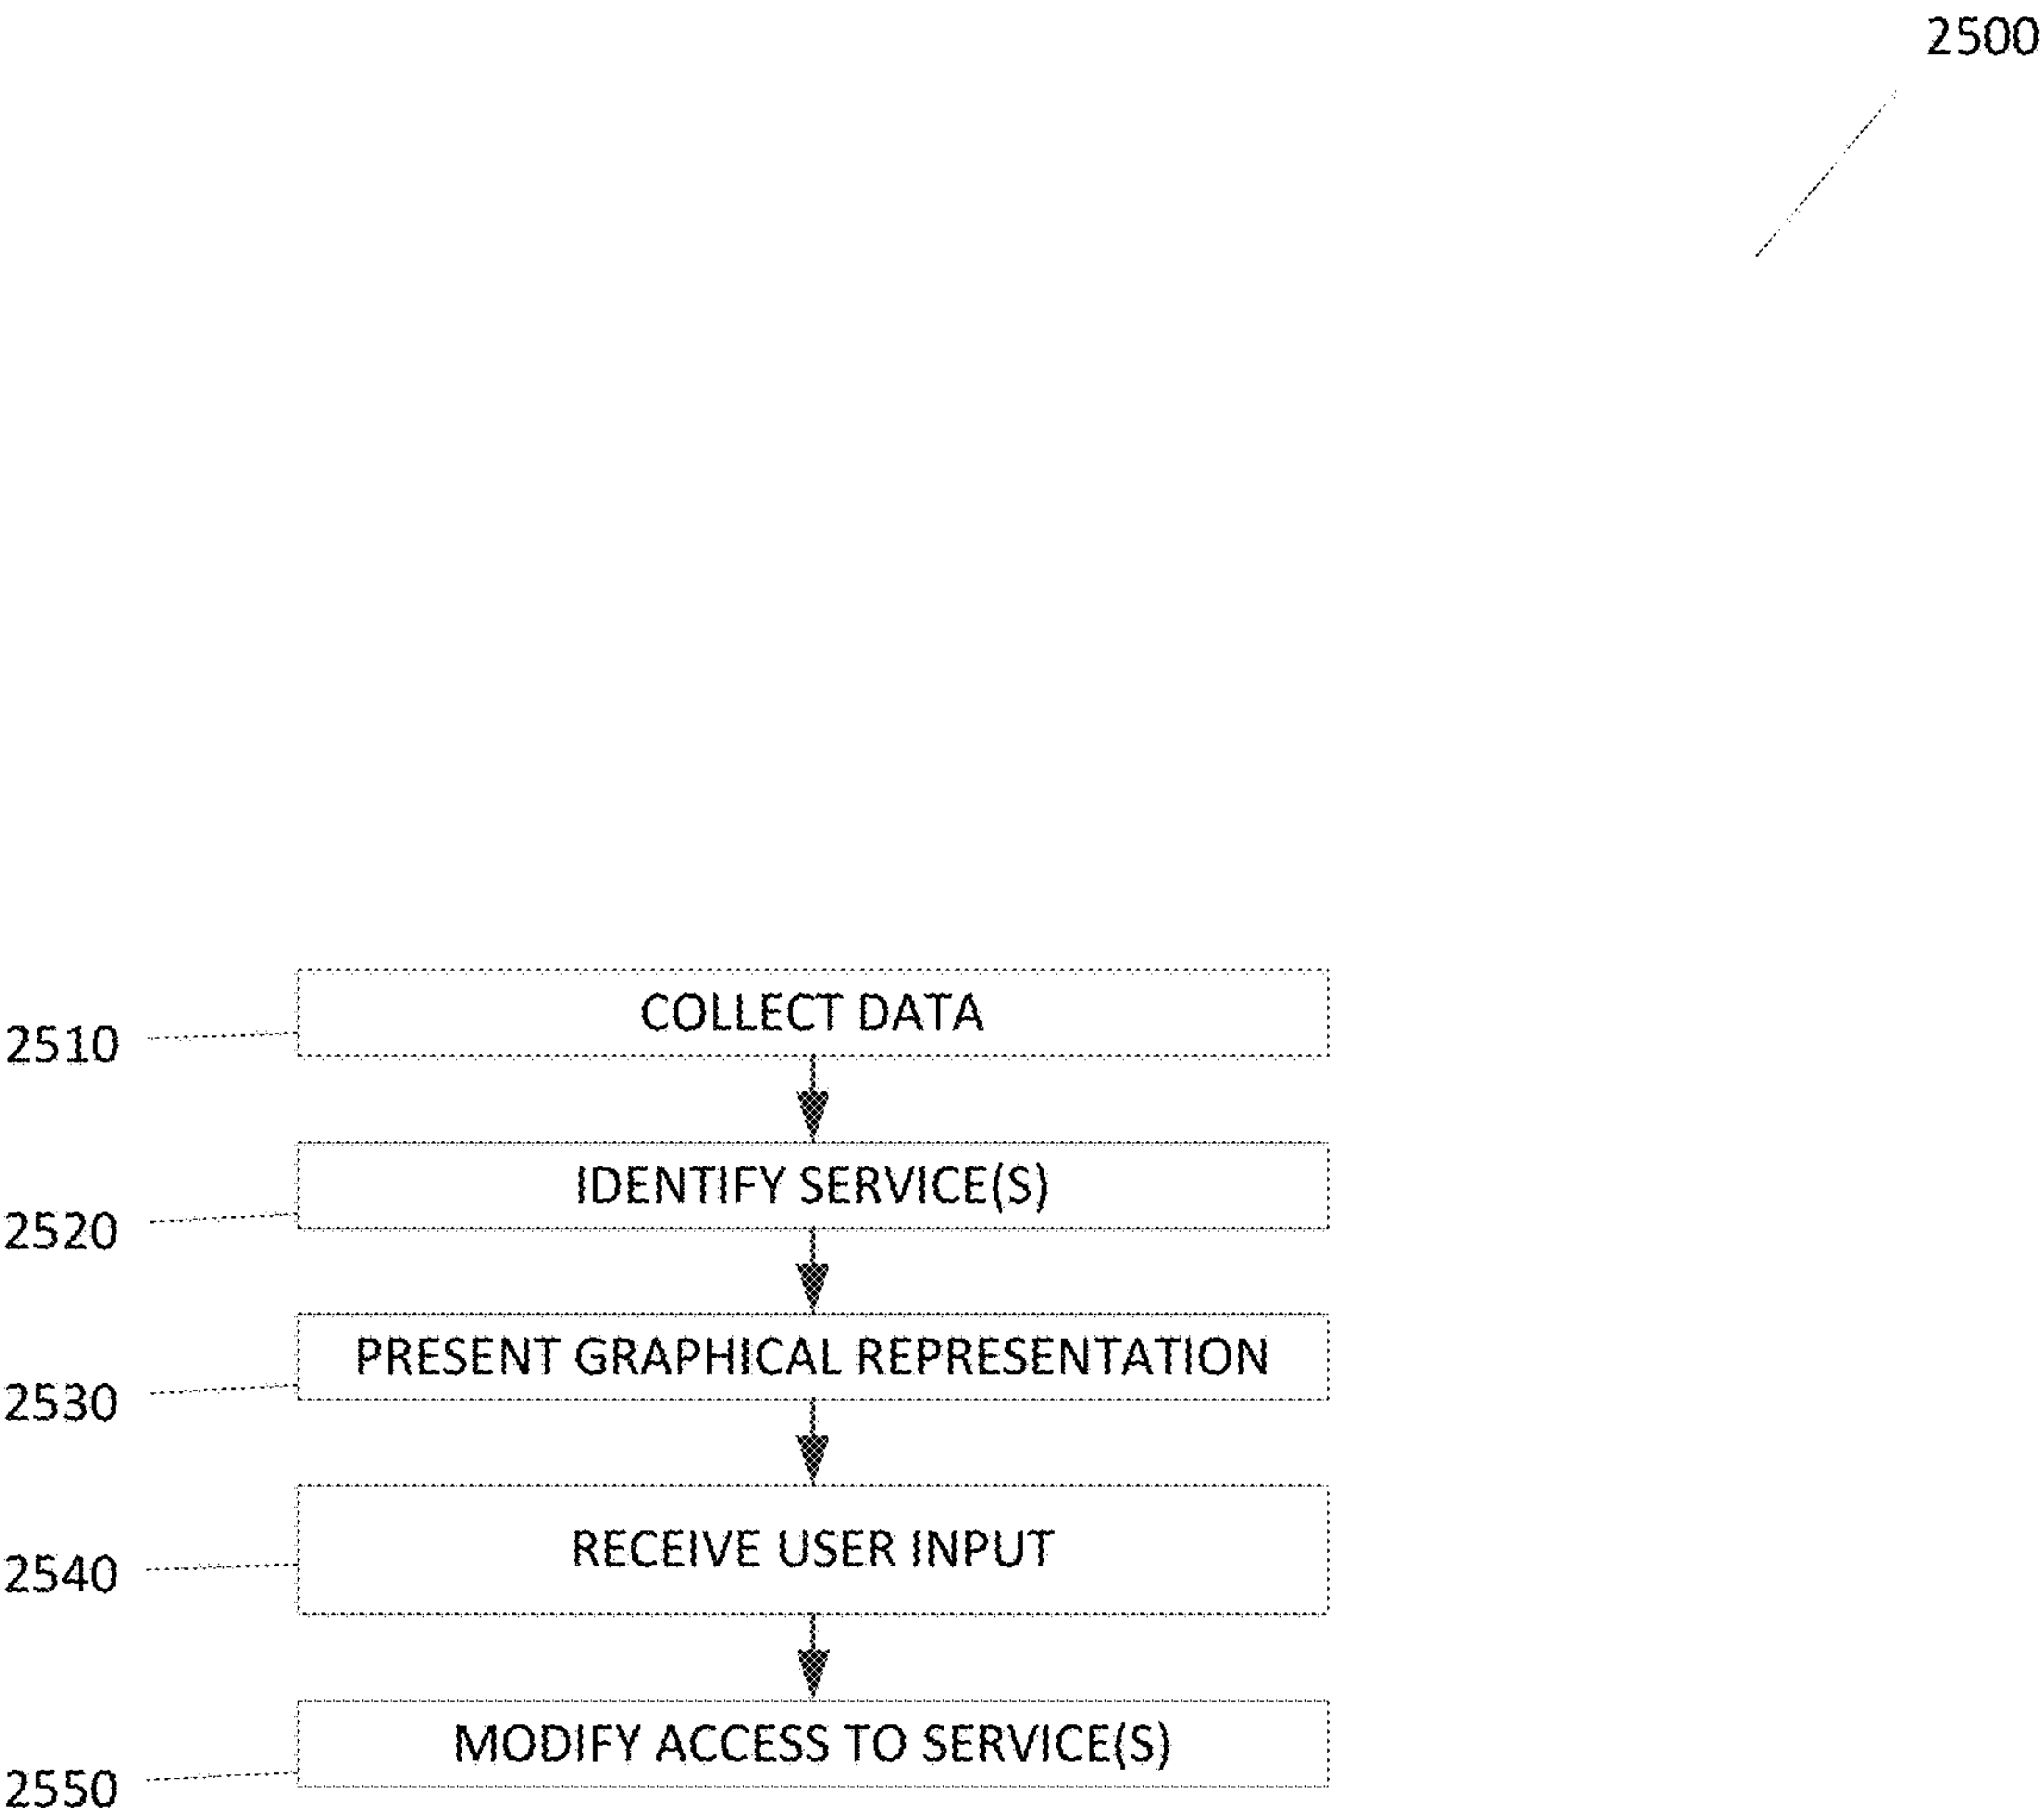 2500
COLLECT DATA
2510
IDENTIFY SERVICE(S)
2520
PRESENT GRAPHICAL REPRESENTATION
2530
RECEIVE USER INPUT
2540
MODIFY ACCESS TO SERVICE(S)
2550